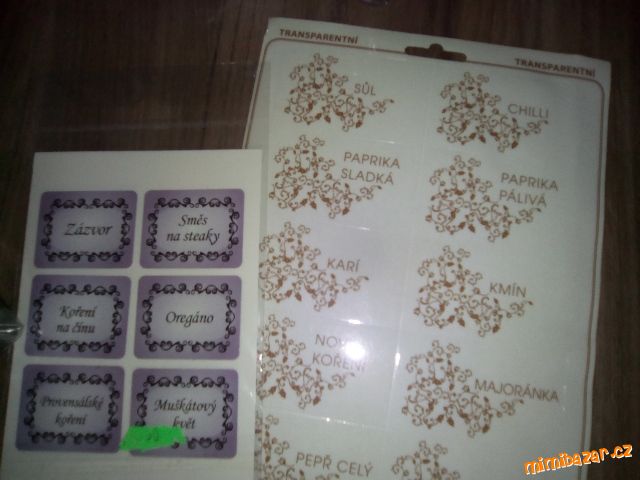 TRANSPARENTNÍ
TRANSPARENTNÍ
SŮL
CHILLI
PAPRIKA
SLADKÁ
PAPRIKA
PÁLIVÁ
KARÍ
KMÍN
KOŘENÍ
MAJORÁNKA
PEPŘ CELÝ
Zázvor
Směs
na steaky
Koření
na čínu
Oregáno
Provensálské
koření
Muškátový
květ
mimibazar.cz